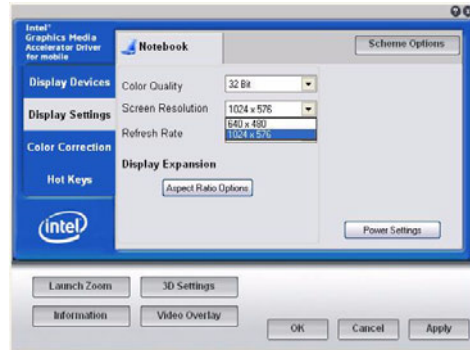 Intel®
Graphics Media
Accelerator Driver
for mobile
Notebook
Scheme Options
Display Devices
Display Settings
Color Correction
Hot Keys
Color Quality
32 Bit
Screen Resolution
1024 x 576
640 x 480
1024 x 576
Refresh Rate
Display Expansion
Aspect Ratio Options
intel
Power Settings
Launch Zoom
3D Settings
Information
Video Overlay
OK
Cancel
Apply